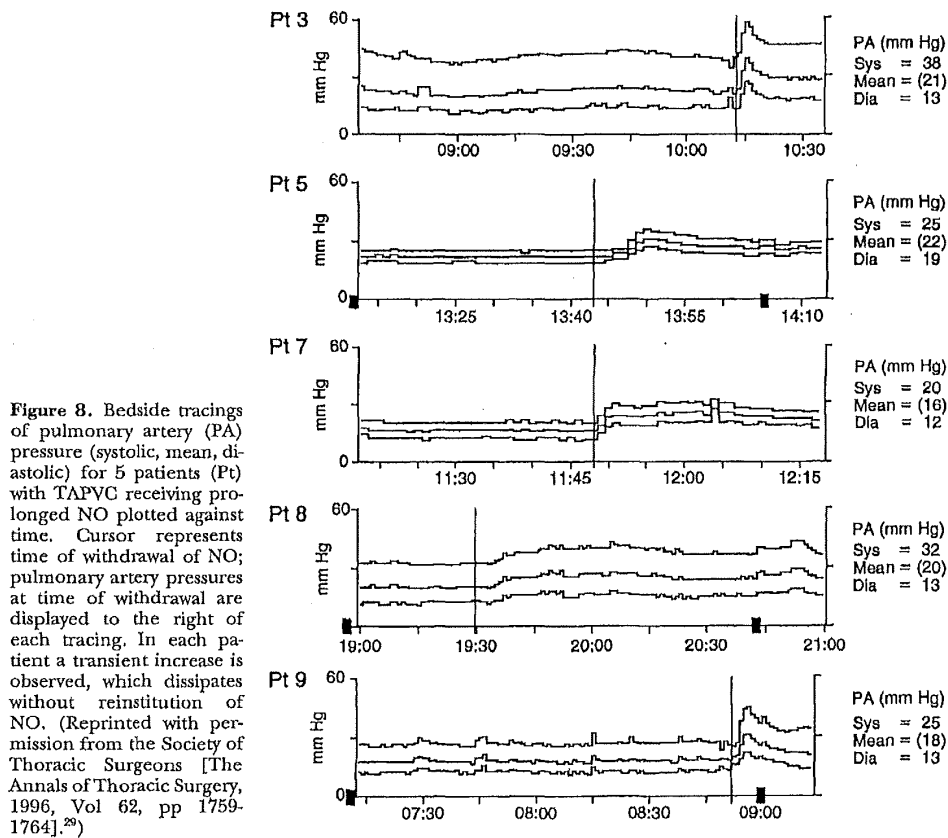 Pt 3
60
0
mm Hg
09:00
09:30
10:00
10:30
PA (mm Hg)
Sys = 38
Mean = (21)
Dia = 13
Pt 5
60
0
mm Hg
13:25
13:40
13:55
14:10
PA (mm Hg)
Sys = 25
Mean = (22)
Dia = 19
Pt 7
60
0
mm Hg
11:30
11:45
12:00
12:15
PA (mm Hg)
Sys = 20
Mean = (16)
Dia = 12
Pt 8
60
mm Hg
19:00
19:30
20:00
20:30
21:00
PA (mm Hg)
Sys = 32
Mean = (20)
Dia = 13
Pt 9
60
0
mm Hg
07:30
08:00
08:30
09:00
PA (mm Hg)
Sys = 25
Mean = (18)
Dia = 13
Figure 8. Bedside tracings
of pulmonary artery (PA)
pressure (systolic, mean, di-
astolic) for 5 patients (Pt)
with TAPVC receiving pro-
longed NO plotted against
time. Cursor represents
time of withdrawal of NO;
pulmonary artery pressures
at time of withdrawal are
displayed to the right of
each tracing. In each pa-
tient a transient increase is
observed, which dissipates
without reinstitution of
NO. (Reprinted with per-
mission from the Society of
Thoracic Surgeons [The
Annals of Thoracic Surgery,
1996, Vol 62, pp 1759-
1764].29)